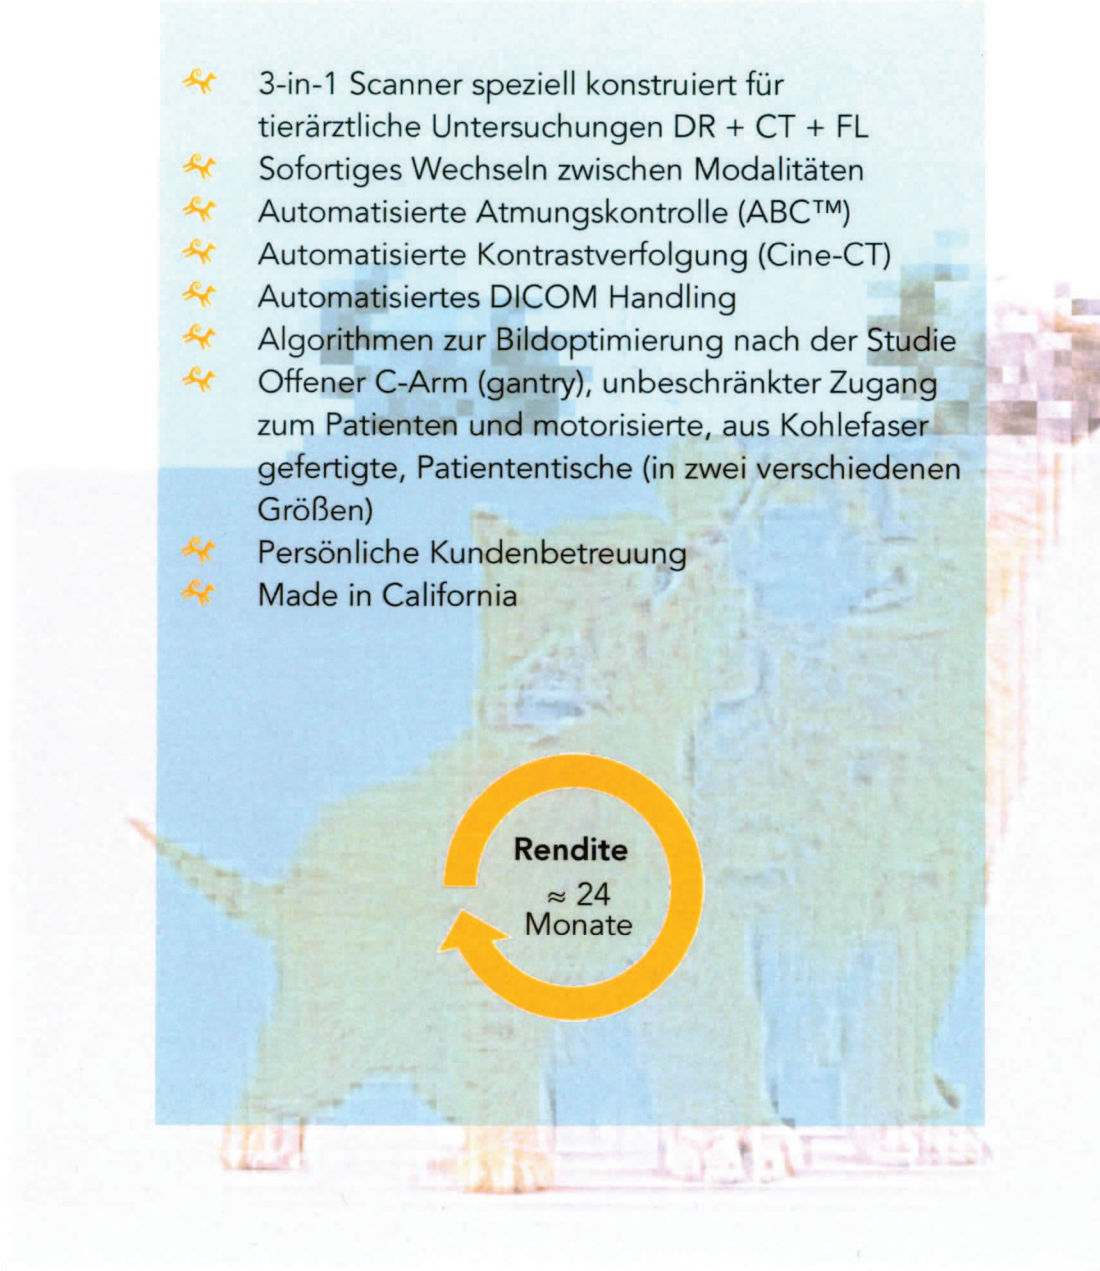 3-in-1 Scanner speziell konstruiert für
tierärztliche Untersuchungen DR + CT + FL
Sofortiges Wechseln zwischen Modalitäten
Automatisierte Atmungskontrolle (ABC™)
Automatisierte Kontrastverfolgung (Cine-CT)
Automatisiertes DICOM Handling
Algorithmen zur Bildoptimierung nach der Studie
Offener C-Arm (gantry), unbeschränkter Zugang
zum Patienten und motorisierte, aus Kohlefaser
gefertigte, Patiententische (in zwei verschiedenen
Größen)
Persönliche Kundenbetreuung
Made in California
Rendite
≈ 24
Monate